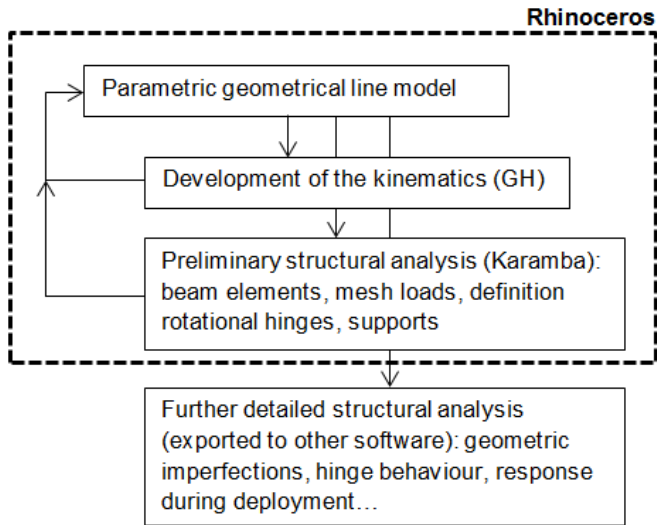 Rhinoceros
Parametric geometrical line model
Development of the kinematics (GH)
Preliminary structural analysis (Karamba):
beam elements, mesh loads, definition
rotational hinges, supports
Further detailed structural analysis
(exported to other software): geometric
imperfections, hinge behaviour, response
during deployment…